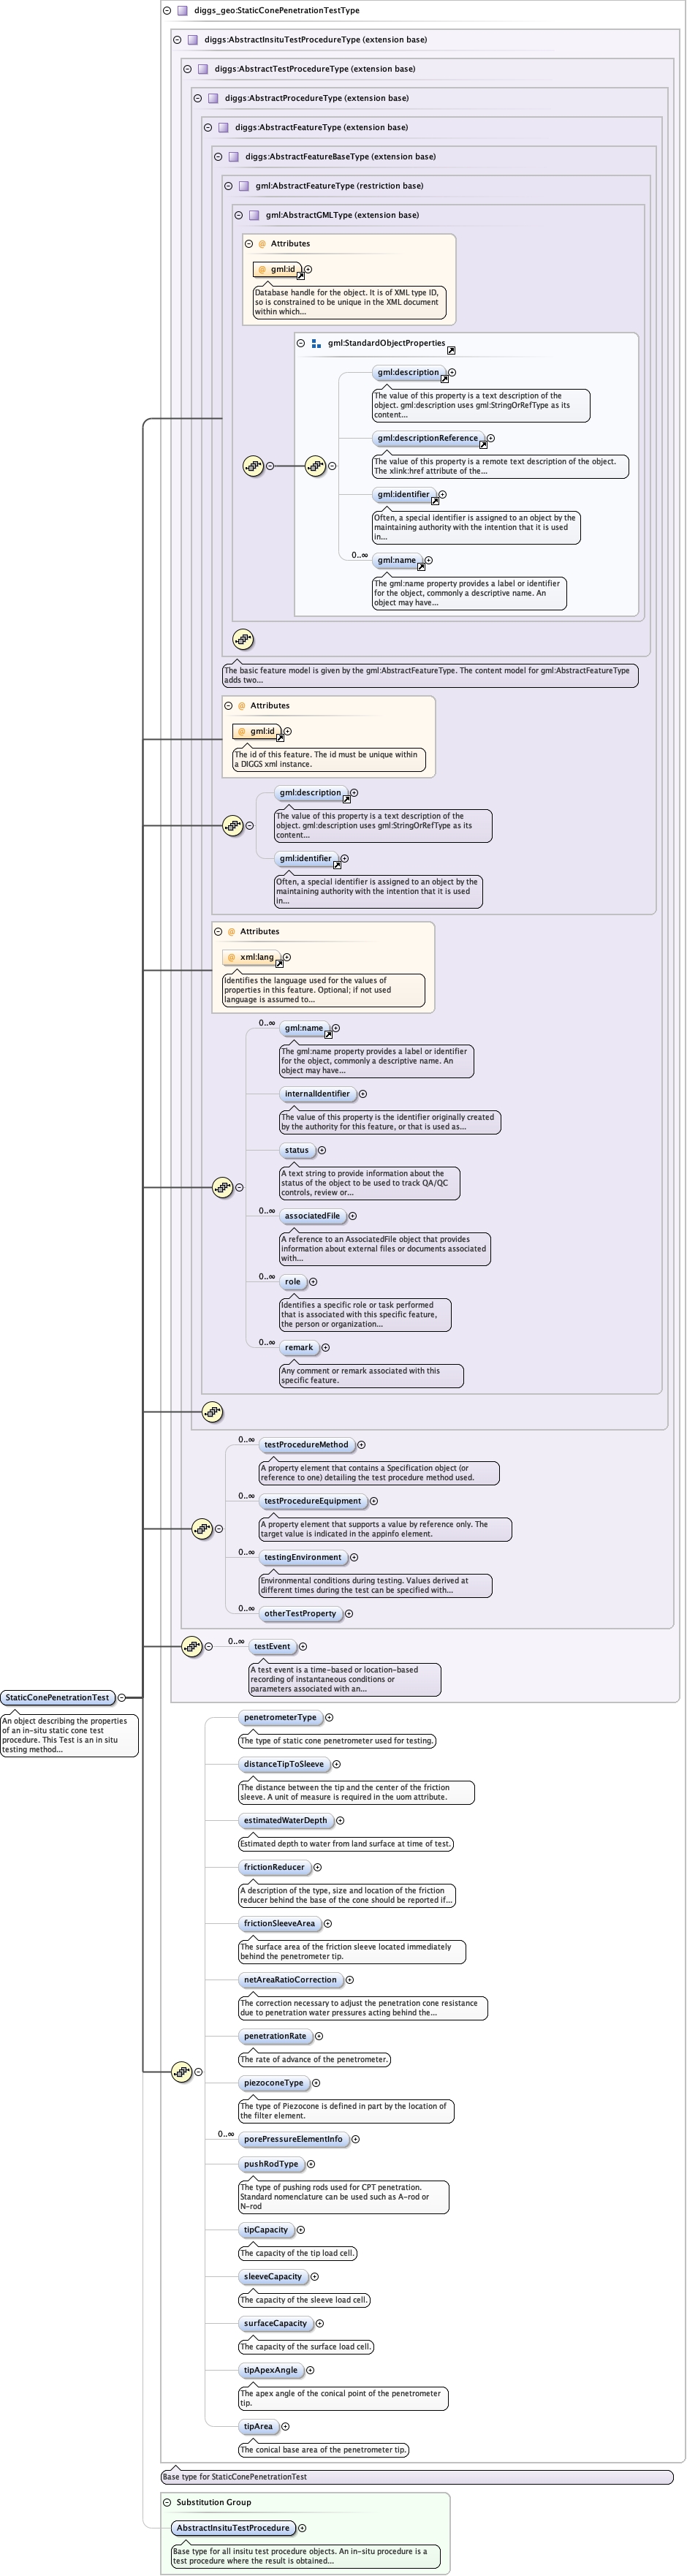 diggs_geo:StaticConePenetrationTestType
diggs:AbstractInsituTestProcedureType (extension base)
diggs:AbstractTestProcedureType (extension base)
diggs:AbstractProcedureType (extension base)
diggs:AbstractFeatureType (extension base)
diggs:AbstractFeatureBaseType (extension base)
gml:AbstractFeatureType (restriction base)
gml:AbstractGMLType (extension base)
@ Attributes
@ gml:id
Database handle for the object. It is of XML type ID,
so is constrained to be unique in the XML document
within which...
gml:StandardObjectProperties
gml:description
The value of this property is a text description of the
object. gml:description uses gml:StringOrRefType as its
content...
gml:descriptionReference
The value of this property is a remote text description of the object.
The xlink:href attribute of the...
gml:identifier
Often, a special identifier is assigned to an object by the
maintaining authority with the intention that it is used
in...
0..∞
gml:name
The gml:name property provides a label or identifier
for the object, commonly a descriptive name. An
object may have...
The basic feature model is given by the gml:AbstractFeatureType. The content model for gml:AbstractFeatureType
adds two...
@ Attributes
@ gml:id
The id of this feature. The id must be unique within
a DIGGS xml instance.
gml:description
The value of this property is a text description of the
object. gml:description uses gml:StringOrRefType as its
content...
gml:identifier
Often, a special identifier is assigned to an object by the
maintaining authority with the intention that it is used
in...
@ Attributes
@ xml:lang
Identifies the language used for the values of
properties in this feature. Optional; if not used
language is assumed to...
0..∞
gml:name
The gml:name property provides a label or identifier
for the object, commonly a descriptive name. An
object may have...
internalIdentifier
The value of this property is the identifier originally created
by the authority for this feature, or that is used as...
status
A text string to provide information about the
status of the object to be used to track QA/QC
controls, review or...
0..∞
associatedFile
A reference to an AssociatedFile object that provides
information about external files or documents associated
with...
0..∞
role
Identifies a specific role or task performed
that is associated with this specific feature,
the person or organization...
0..∞
remark
Any comment or remark associated with this
specific feature.
0..∞
testProcedureMethod
A property element that contains a Specification object (or
reference to one) detailing the test procedure method used.
0..∞
testProcedureEquipment
A property element that supports a value by reference only. The
target value is indicated in the appinfo element.
0..∞
testingEnvironment
Environmental conditions during testing. Values derived at
different times during the test can be specified with...
0..∞
otherTestProperty
0..∞
testEvent
A test event is a time-based or location-based
recording of instantaneous conditions or
parameters associated with an...
StaticConePenetrationTest
An object describing the properties
of an in-situ static cone test
procedure. This Test is an in situ
testing method...
penetrometerType
The type of static cone penetrometer used for testing.
distanceTipToSleeve
The distance between the tip and the center of the friction
sleeve. A unit of measure is required in the uom attribute.
estimatedWaterDepth
Estimated depth to water from land surface at time of test.
frictionReducer
A description of the type, size and location of the friction
reducer behind the base of the cone should be reported if...
frictionSleeveArea
The surface area of the friction sleeve located immediately
behind the penetrometer tip.
netAreaRatioCorrection
The correction necessary to adjust the penetration cone resistance
due to penetration water pressures acting behind the...
penetrationRate
The rate of advance of the penetrometer.
piezoconeType
The type of Piezocone is defined in part by the location of
the filter element.
0..∞
porePressureElementInfo
pushRodType
The type of pushing rods used for CPT penetration.
Standard nomenclature can be used such as A-rod or
N-rod
tipCapacity
The capacity of the tip load cell.
sleeveCapacity
The capacity of the sleeve load cell.
surfaceCapacity
The capacity of the surface load cell.
tipApexAngle
The apex angle of the conical point of the penetrometer
tip.
tipArea
The conical base area of the penetrometer tip.
Base type for StaticConePenetrationTest
Substitution Group
AbstractInsituTestProcedure
Base type for all insitu test procedure objects. An in-situ procedure is a
test procedure where the result is obtained...